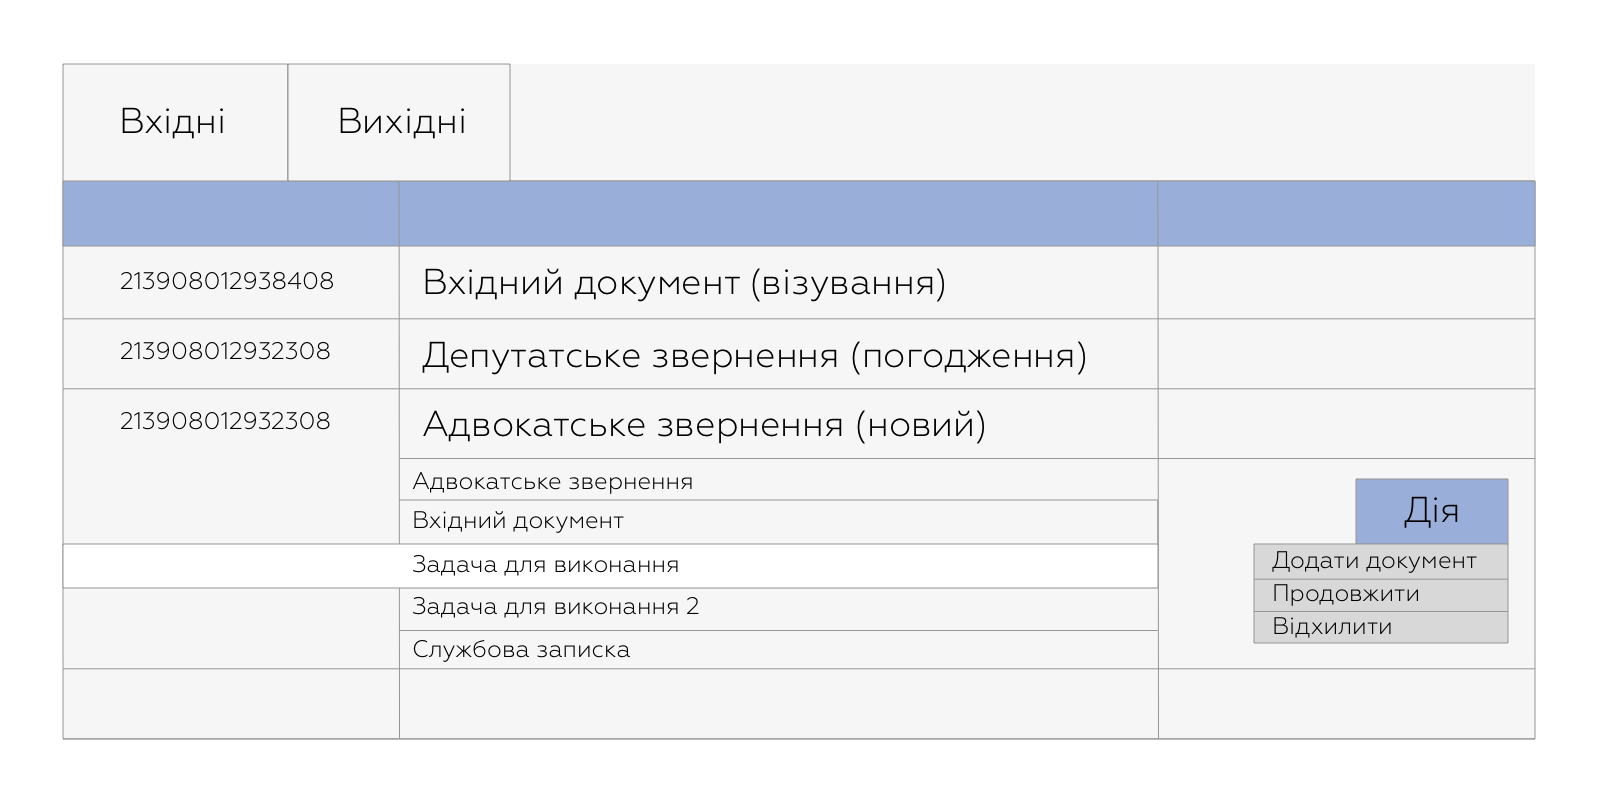 Вхідні
Вихідні
213908012938408
Вхідний документ (візування)
213908012932308
Депутатське звернення (погодження)
213908012932308
Адвокатське звернення (новий)
Адвокатське звернення
Вхідний документ
Задача для виконання
Задача для виконання 2
Службова записка
Дія
Додати документ
Продовжити
Відхилити